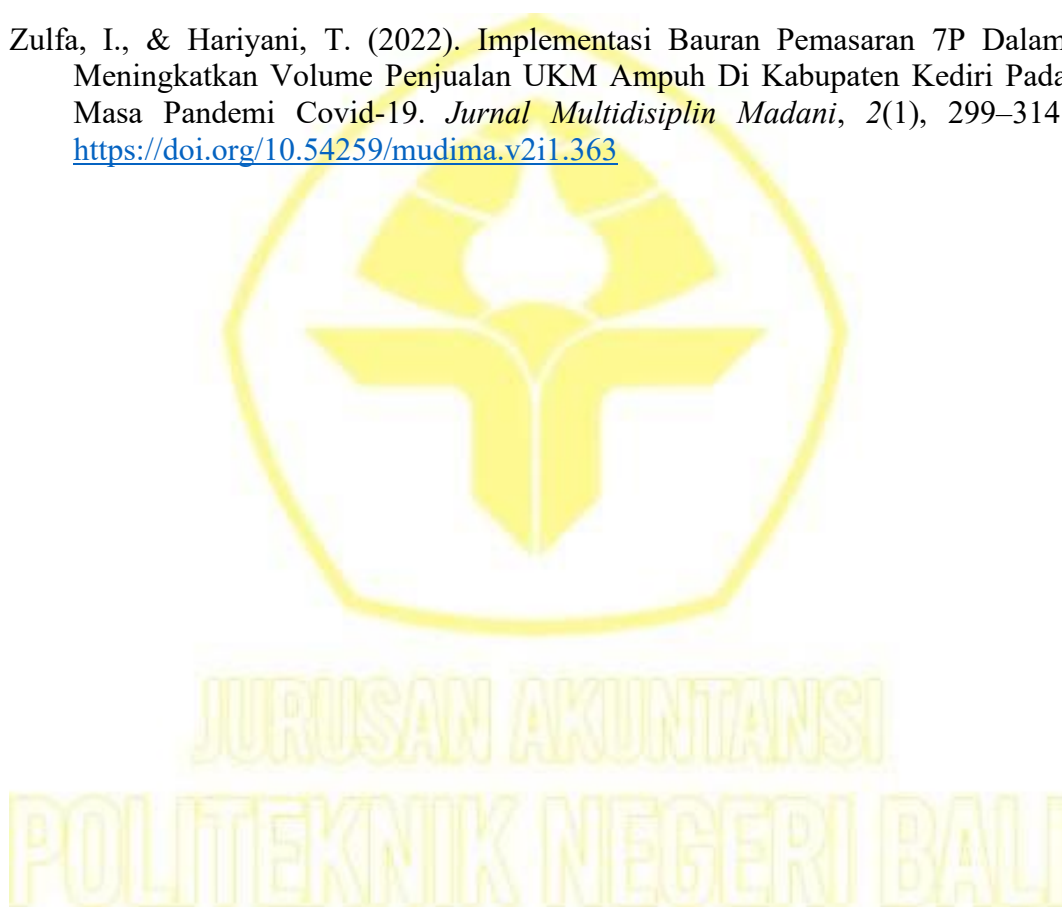 Zulfa, I., & Hariyani, T. (2022). Implementasi Bauran Pemasaran 7P Dalam
Meningkatkan Volume Penjualan UKM Ampuh Di Kabupaten Kediri Pada
Masa Pandemi Covid-19. Jurnal Multidisiplin Madani, 2(1), 299–314
https://doi.org/10.54259/mudima.v2i1.363
JURUSAN AKUNTANSI
POLITEKNIK NEGERI BALI